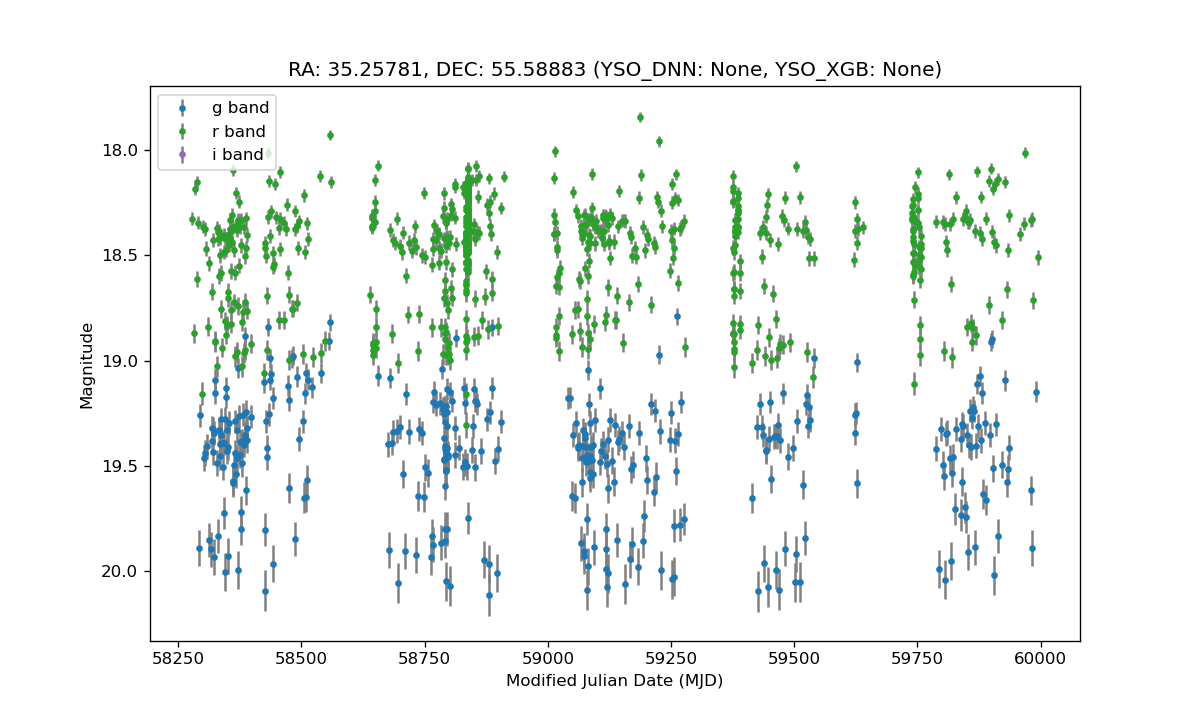 RA: 35.25781, DEC: 55.58883 (YSO_DNN: None, YSO_XGB: None)
g band
r band
i band
18.0
18.5
19.0
19.5
20.0
Magnitude
58250 58500 58750 59000 59250 59500 59750 60000
Modified Julian Date (MJD)